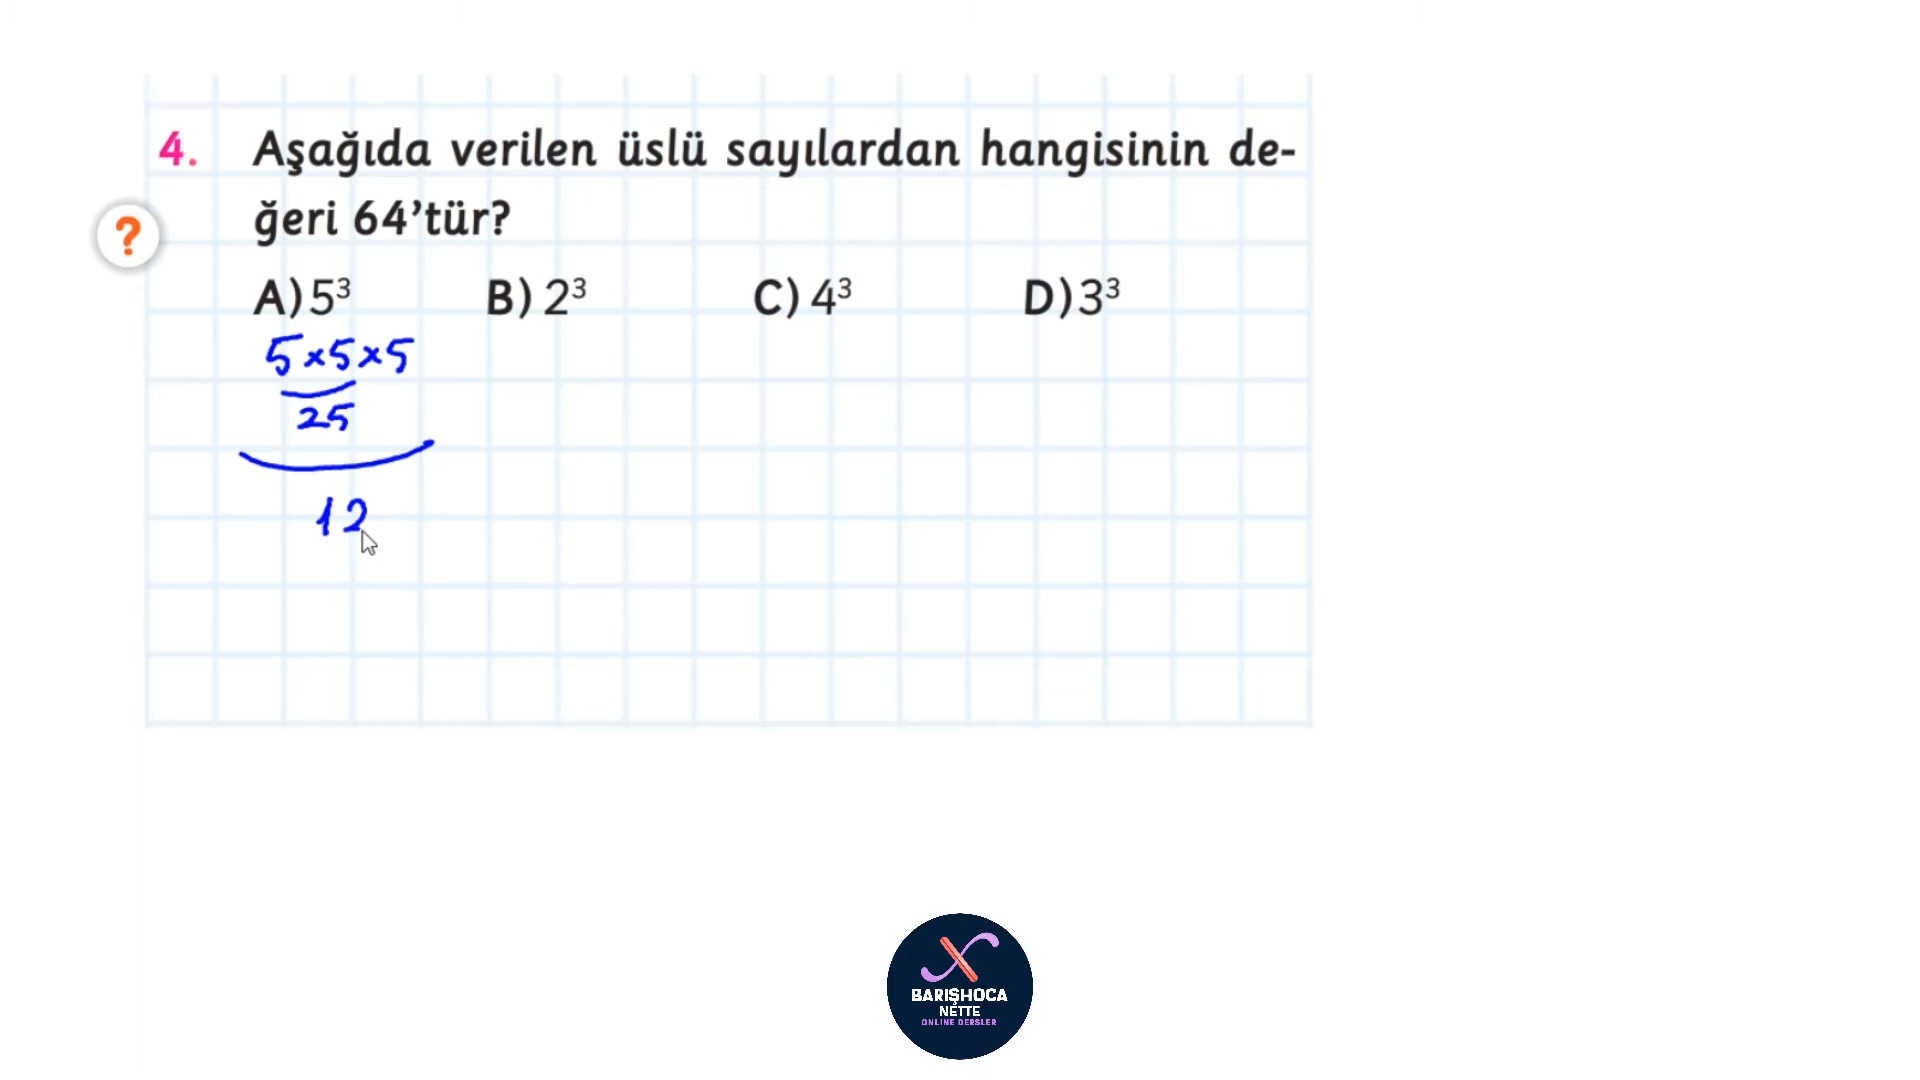 4. Aşağıda verilen üslü sayılardan hangisinin de-
ğeri 64’tür?
?
A) 5³ B) 2³ C) 4³ D) 3³
5×5×5
25
12
BARIŞHOCA
NETTE
ONLINE DERSLER